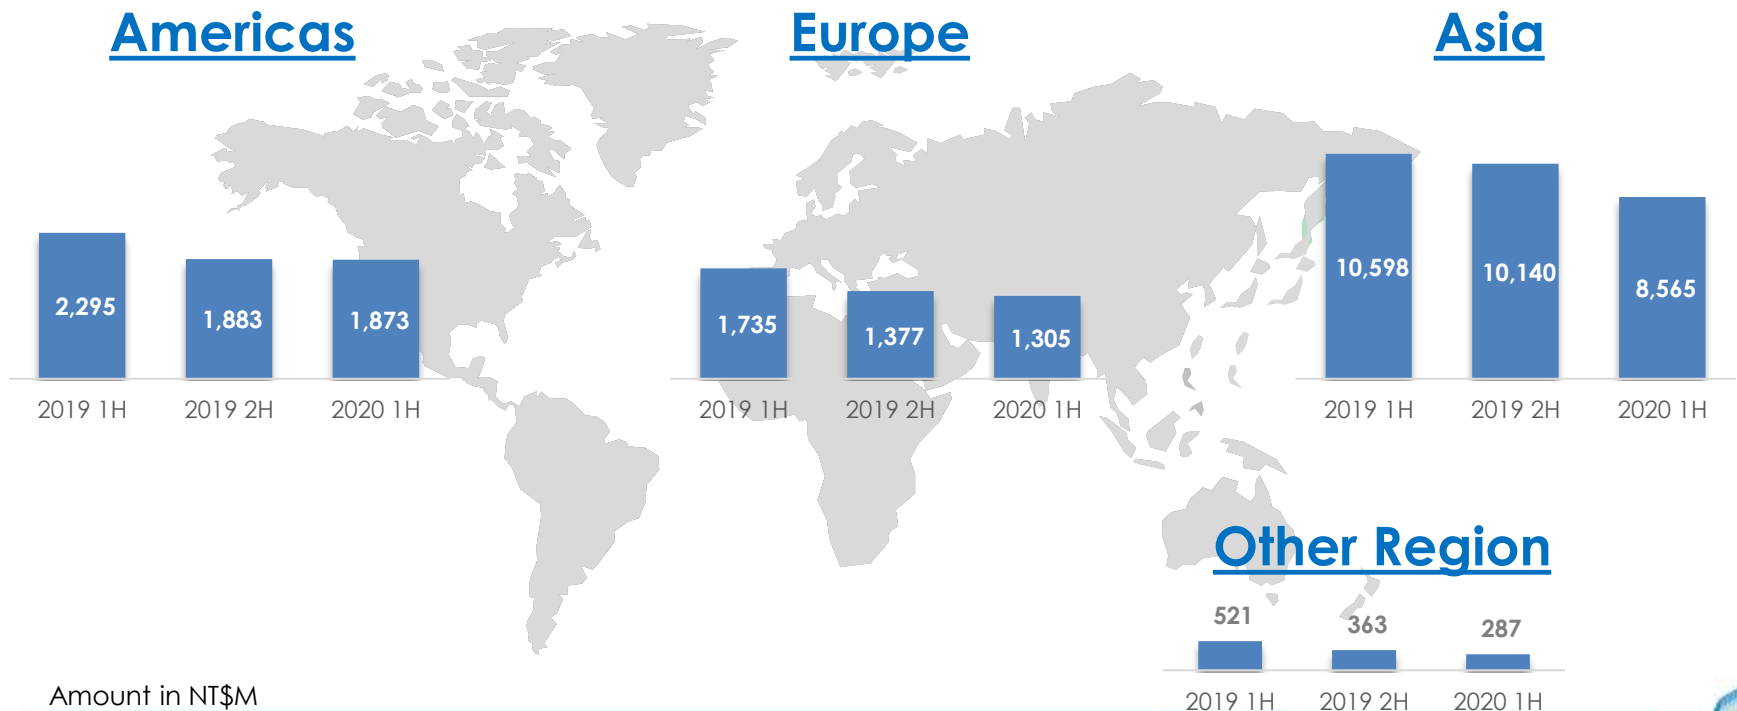 Americas
2,295
1,883
1,873
2019 1H
2019 2H
2020 1H
Europe
1,735
1,377
1,305
2019 1H
2019 2H
2020 1H
Asia
10,598
10,140
8,565
2019 1H
2019 2H
2020 1H
Other Region
521
363
287
2019 1H
2019 2H
2020 1H
Amount in NT$M